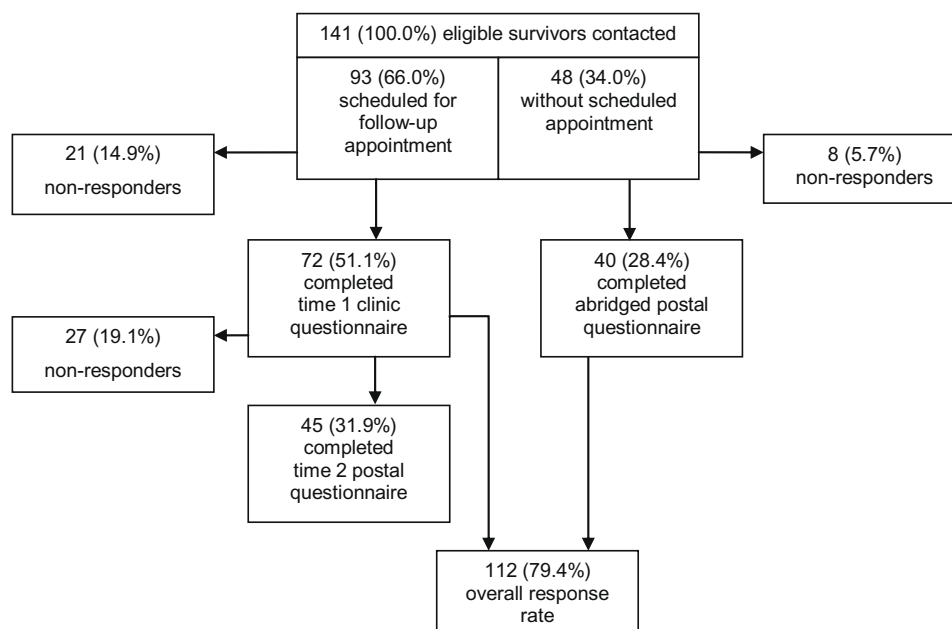 141 (100.0%) eligible survivors contacted
93 (66.0%)
scheduled for
follow-up
appointment
48 (34.0%)
without scheduled
appointment
21 (14.9%)
non-responders
8 (5.7%)
non-responders
72 (51.1%)
completed
time 1 clinic
questionnaire
40 (28.4%)
completed
abridged postal
questionnaire
27 (19.1%)
non-responders
45 (31.9%)
completed
time 2 postal
questionnaire
112 (79.4%)
overall response
rate